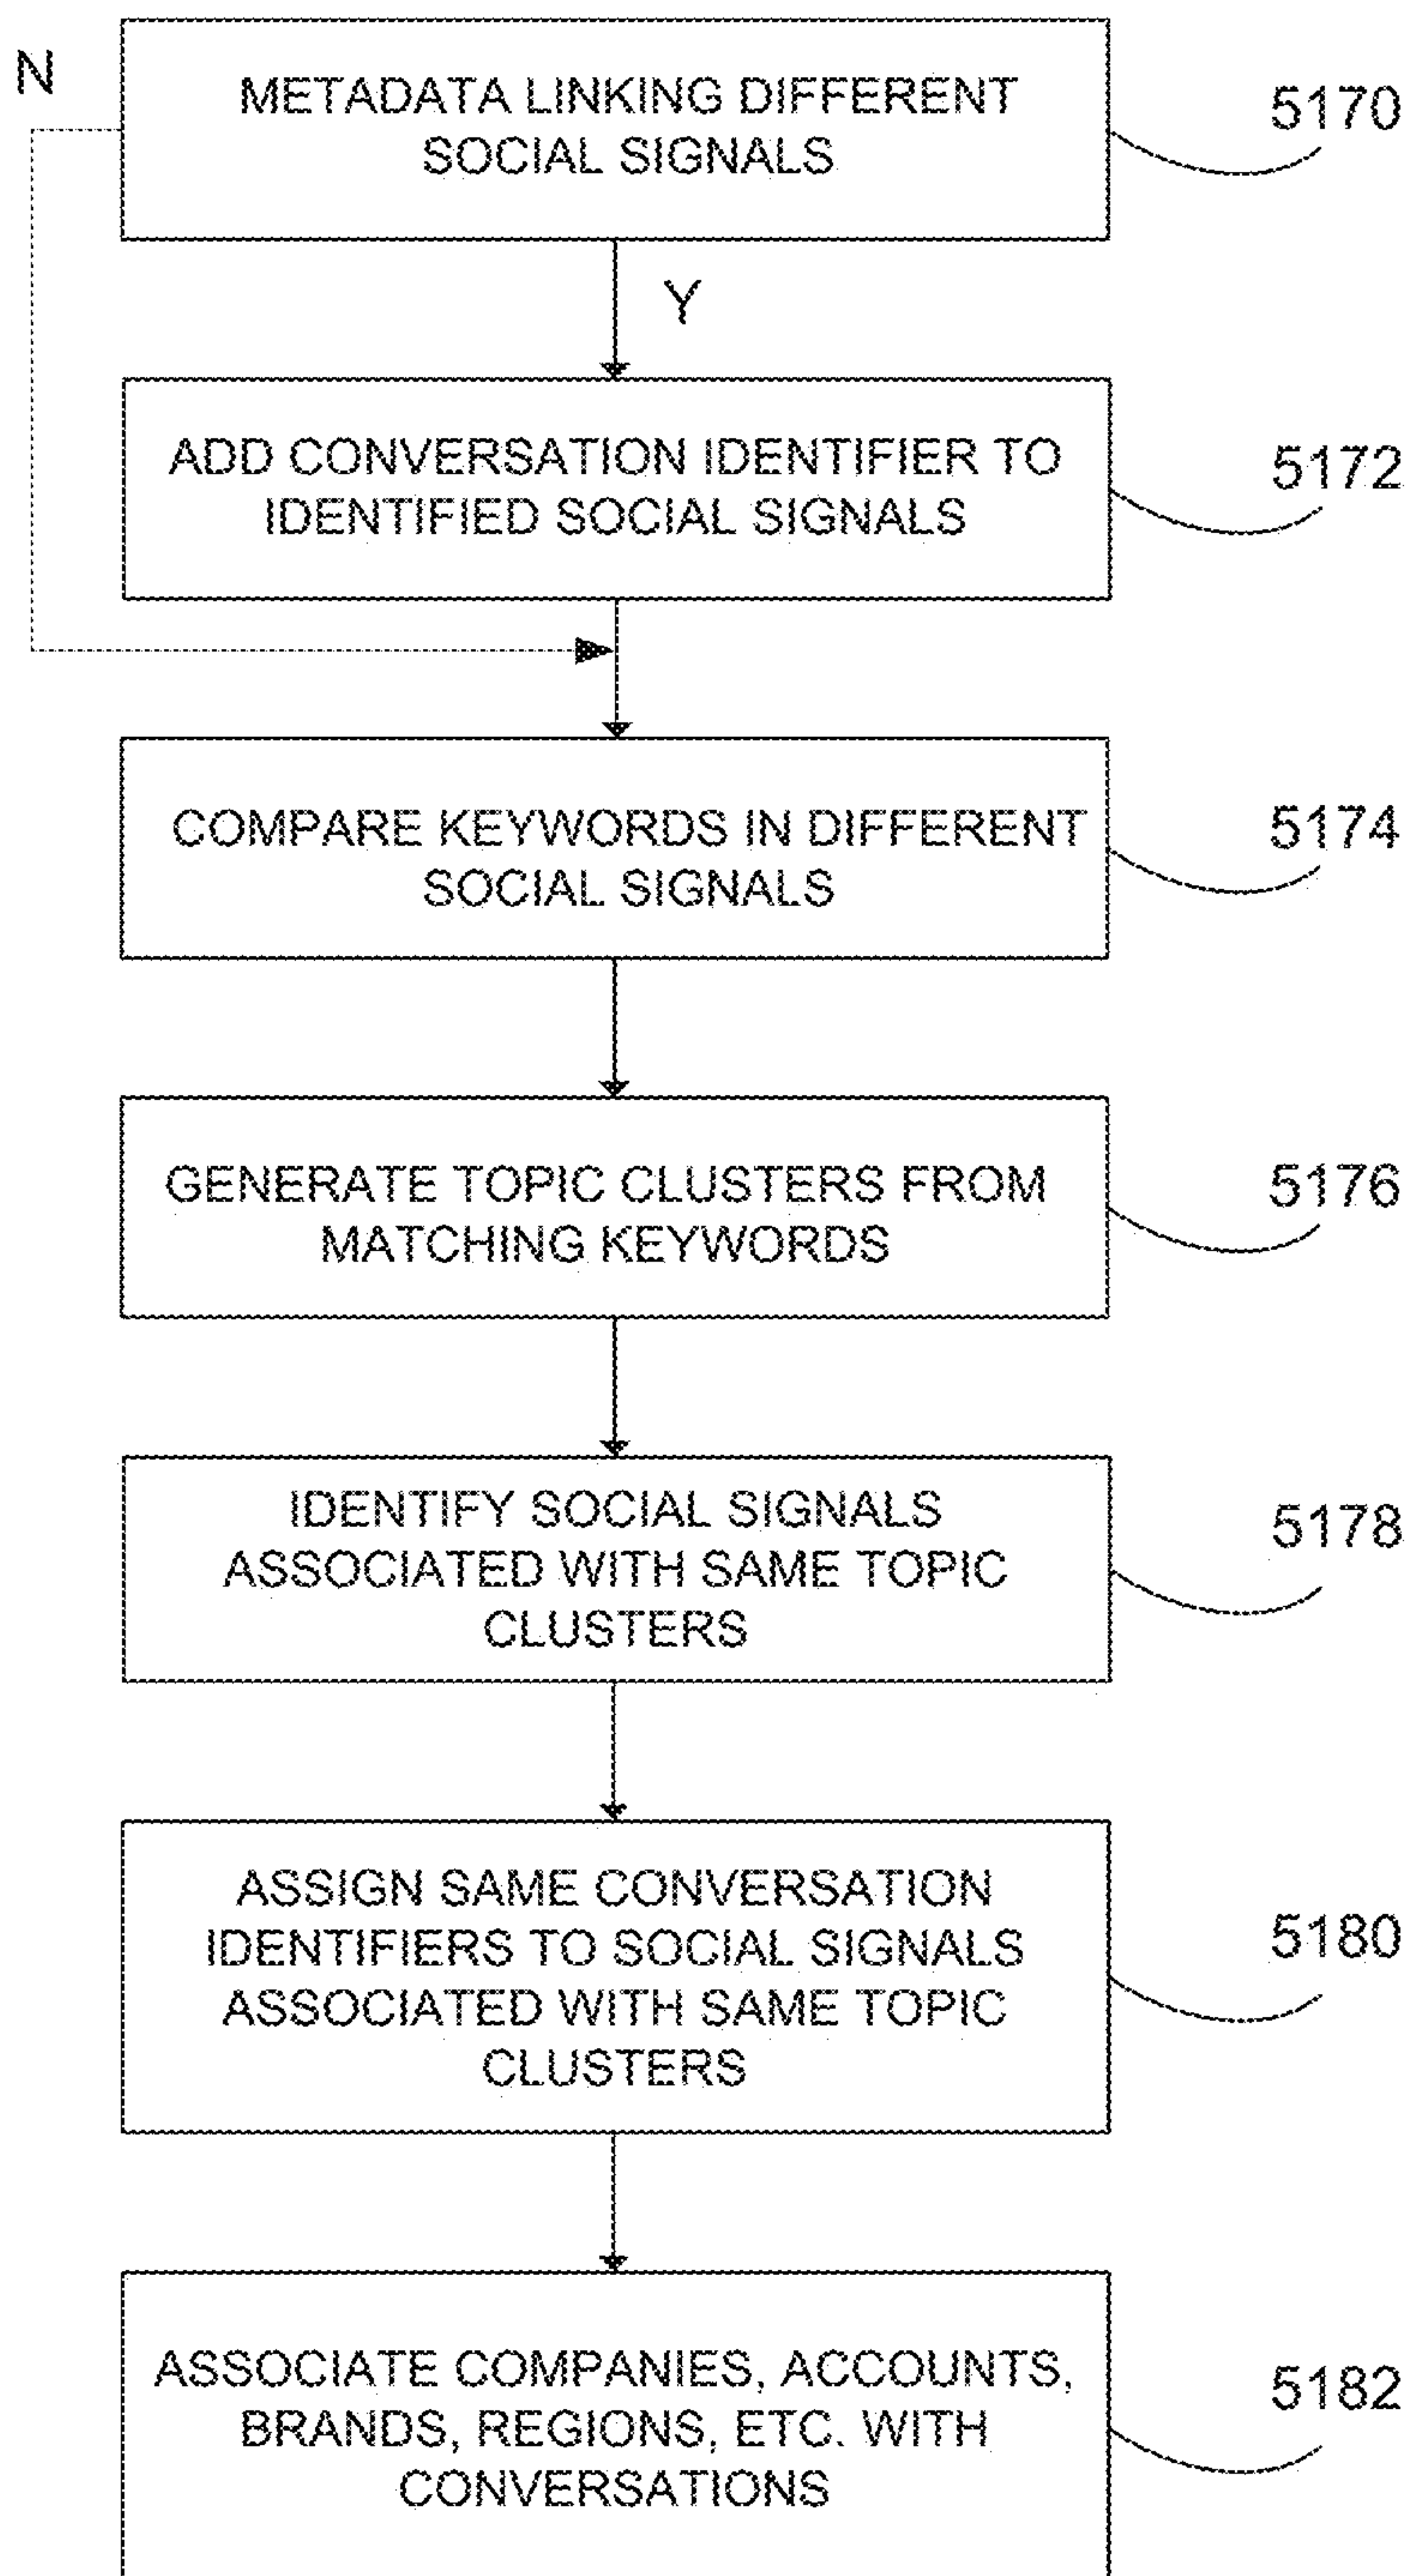 N
METADATA LINKING DIFFERENT
SOCIAL SIGNALS
5170
Y
ADD CONVERSATION IDENTIFIER TO
IDENTIFIED SOCIAL SIGNALS
5172
COMPARE KEYWORDS IN DIFFERENT
SOCIAL SIGNALS
5174
GENERATE TOPIC CLUSTERS FROM
MATCHING KEYWORDS
5176
IDENTIFY SOCIAL SIGNALS
ASSOCIATED WITH SAME TOPIC
CLUSTERS
5178
ASSIGN SAME CONVERSATION
IDENTIFIERS TO SOCIAL SIGNALS
ASSOCIATED WITH SAME TOPIC
CLUSTERS
5180
ASSOCIATE COMPANIES, ACCOUNTS,
BRANDS, REGIONS, ETC. WITH
CONVERSATIONS
5182